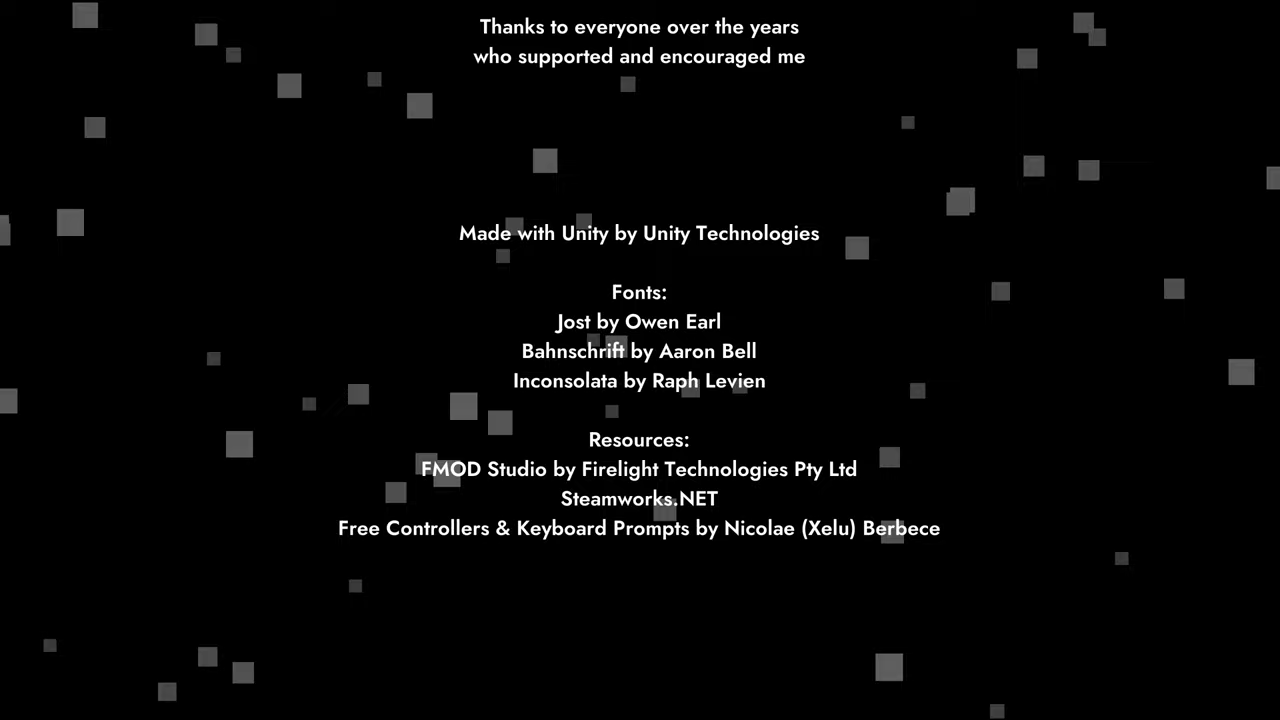 Thanks to everyone over the years
who supported and encouraged me
Made with Unity by Unity Technologies
Fonts:
Jost by Owen Earl
Bahnschrift by Aaron Bell
Inconsolata by Raph Levien
Resources:
FMOD Studio by Firelight Technologies Pty Ltd
Steamworks.NET
Free Controllers & Keyboard Prompts by Nicolae (Xelu) Berbece